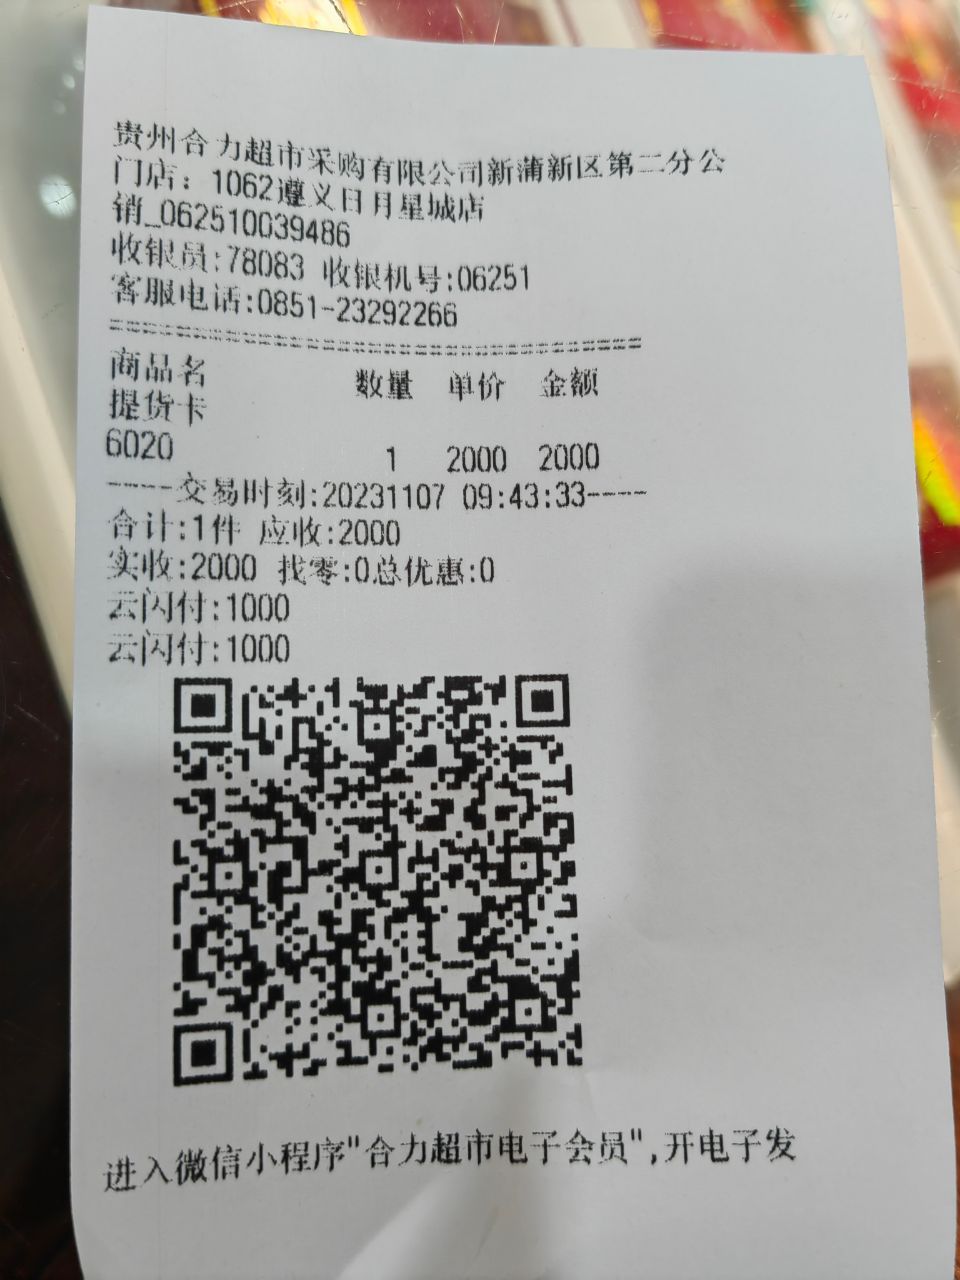 贵州合力超市采购有限公司新蒲新区第二分公
门店：1062遵义日月星城店
销_062510039486
收银员:78083 收银机号:06251
客服电话:0851-23292266
==========================================
商品名 数量 单价 金额
提货卡
6020 1 2000 2000
----交易时刻:20231107 09:43:33----
合计:1件 应收:2000
实收:2000 找零:0总优惠:0
云闪付:1000
云闪付:1000
进入微信小程序"合力超市电子会员",开电子发